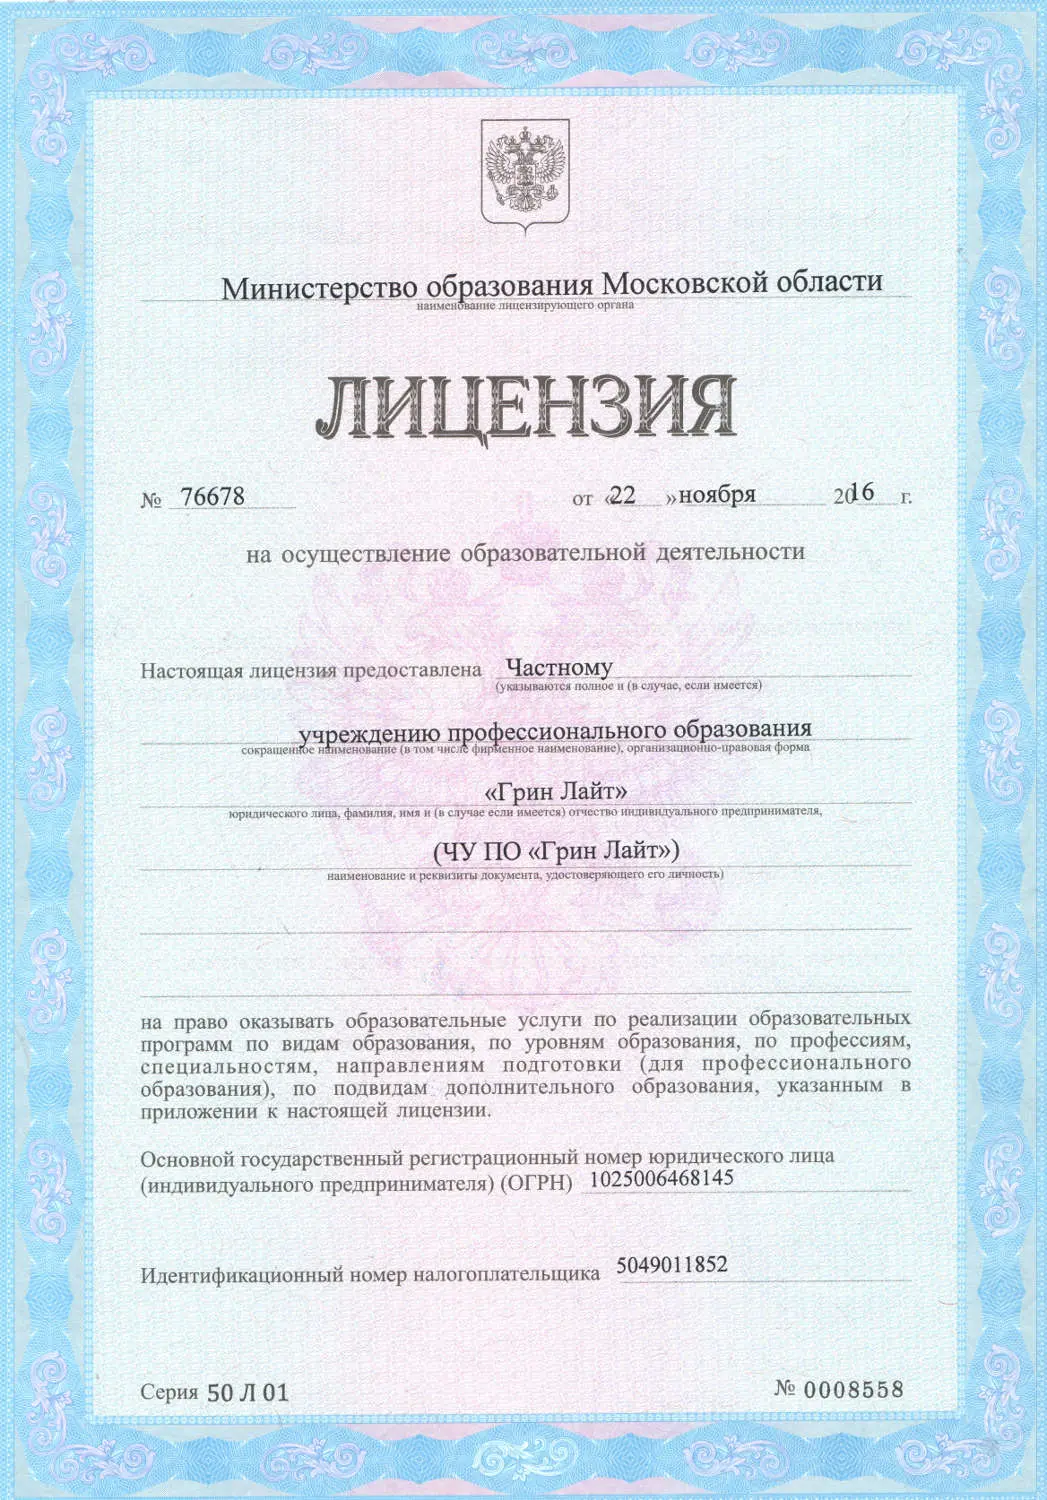 Министерство образования Московской области
наименование лицензирующего органа
ЛИЦЕНЗИЯ
№ 76678 от «22» ноября 2016 г.
на осуществление образовательной деятельности
Настоящая лицензия предоставлена Частному
(указываются полное и (в случае, если имеется)
учреждению профессионального образования
сокращенное наименование (в том числе фирменное наименование), организационно-правовая форма
«Грин Лайт»
юридического лица, фамилия, имя и (в случае если имеется) отчество индивидуального предпринимателя,
(ЧУ ПО «Грин Лайт»)
наименование и реквизиты документа, удостоверяющего его личность)
на право оказывать образовательные услуги по реализации образовательных
программ по видам образования, по уровням образования, по профессиям,
специальностям, направлениям подготовки (для профессионального
образования), по подвидам дополнительного образования, указанным в
приложении к настоящей лицензии.
Основной государственный регистрационный номер юридического лица
(индивидуального предпринимателя) (ОГРН) 1025006468145
Идентификационный номер налогоплательщика 5049011852
Серия 50 Л 01 № 0008558